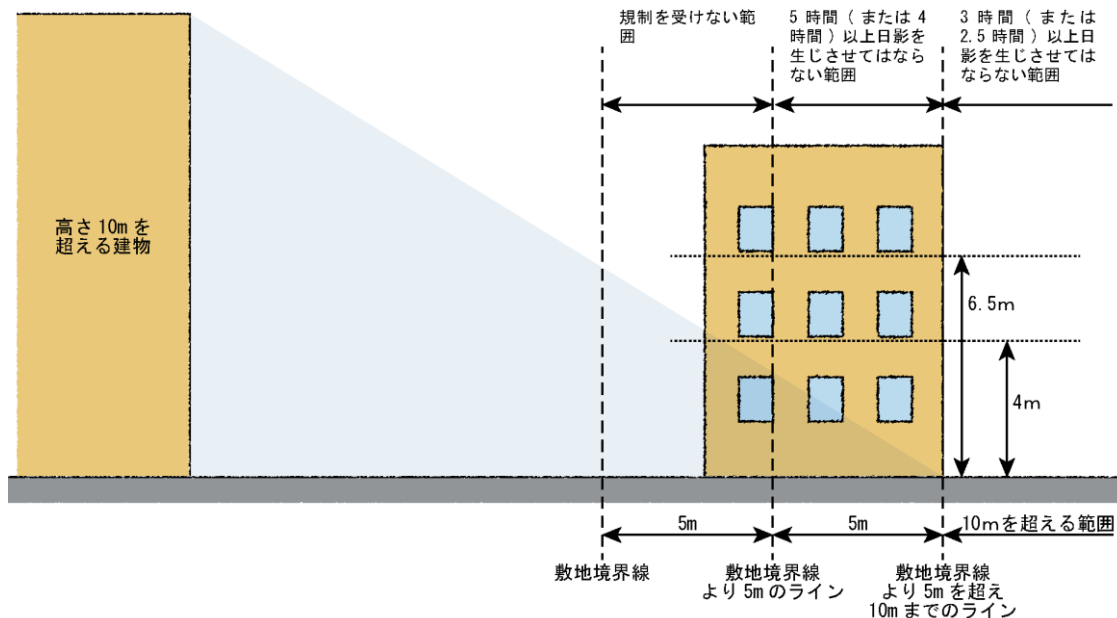 規制を受けない範
囲
5 時間 ( または 4
時間 ) 以上日影を
生じさせてはなら
ない範囲
3 時間 ( または
2.5 時間 ) 以上日
影を生じさせては
ならない範囲
高さ 10m を
超える建物
6.5m
4m
5m
5m
10mを超える範囲
敷地境界線
敷地境界線
より 5m のライン
敷地境界線
より 5m を超え
10m までのライン